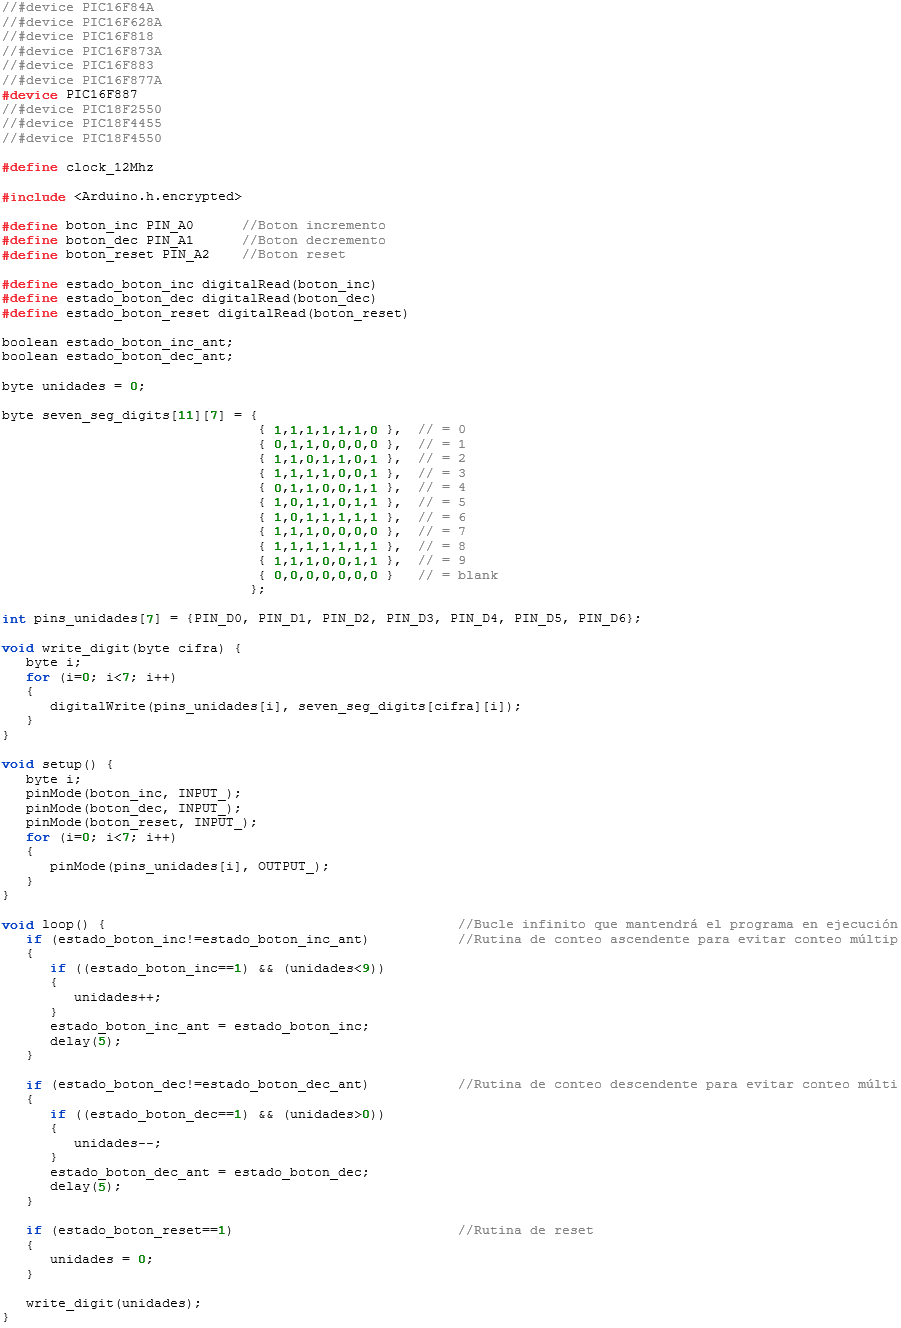 //#device PIC16F84A
//#device PIC16F628A
//#device PIC16F818
//#device PIC16F873A
//#device PIC16F883
//#device PIC16F877A
#device PIC16F887
//#device PIC18F2550
//#device PIC18F4455
//#device PIC18F4550
#define clock_12Mhz
#include <Arduino.h.encrypted>
#define boton_inc PIN_A0      //Boton incremento
#define boton_dec PIN_A1      //Boton decremento
#define boton_reset PIN_A2    //Boton reset
#define estado_boton_inc digitalRead(boton_inc)
#define estado_boton_dec digitalRead(boton_dec)
#define estado_boton_reset digitalRead(boton_reset)
boolean estado_boton_inc_ant;
boolean estado_boton_dec_ant;
byte unidades = 0;
byte seven_seg_digits[11][7] = {
{ 1,1,1,1,1,1,0 },  // = 0
{ 0,1,1,0,0,0,0 },  // = 1
{ 1,1,0,1,1,0,1 },  // = 2
{ 1,1,1,1,0,0,1 },  // = 3
{ 0,1,1,0,0,1,1 },  // = 4
{ 1,0,1,1,0,1,1 },  // = 5
{ 1,0,1,1,1,1,1 },  // = 6
{ 1,1,1,0,0,0,0 },  // = 7
{ 1,1,1,1,1,1,1 },  // = 8
{ 1,1,1,0,0,1,1 },  // = 9
{ 0,0,0,0,0,0,0 }   // = blank
};
int pins_unidades[7] = {PIN_D0, PIN_D1, PIN_D2, PIN_D3, PIN_D4, PIN_D5, PIN_D6};
void write_digit(byte cifra) {
byte i;
for (i=0; i<7; i++)
{
digitalWrite(pins_unidades[i], seven_seg_digits[cifra][i]);
}
}
void setup() {
byte i;
pinMode(boton_inc, INPUT_);
pinMode(boton_dec, INPUT_);
pinMode(boton_reset, INPUT_);
for (i=0; i<7; i++)
{
pinMode(pins_unidades[i], OUTPUT_);
}
}
void loop() {      //Bucle infinito que mantendrá el programa en ejecución
if (estado_boton_inc!=estado_boton_inc_ant)      //Rutina de conteo ascendente para evitar conteo múltip
{
if ((estado_boton_inc==1) && (unidades<9))
{
unidades++;
}
estado_boton_inc_ant = estado_boton_inc;
delay(5);
}
if (estado_boton_dec!=estado_boton_dec_ant)      //Rutina de conteo descendente para evitar conteo múlti
{
if ((estado_boton_dec==1) && (unidades>0))
{
unidades--;
}
estado_boton_dec_ant = estado_boton_dec;
delay(5);
}
if (estado_boton_reset==1)      //Rutina de reset
{
unidades = 0;
}
write_digit(unidades);
}